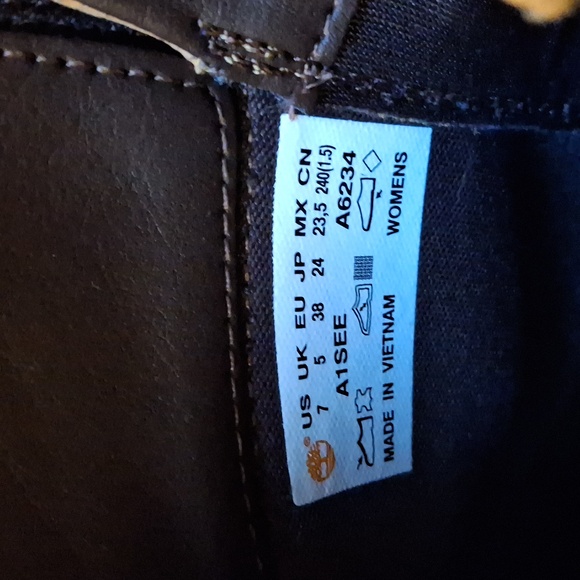 ® US UK EU JP MX CN
7 5 38 24 23,5 240(1.5)
A1SEE A6234
MADE IN VIETNAM WOMENS